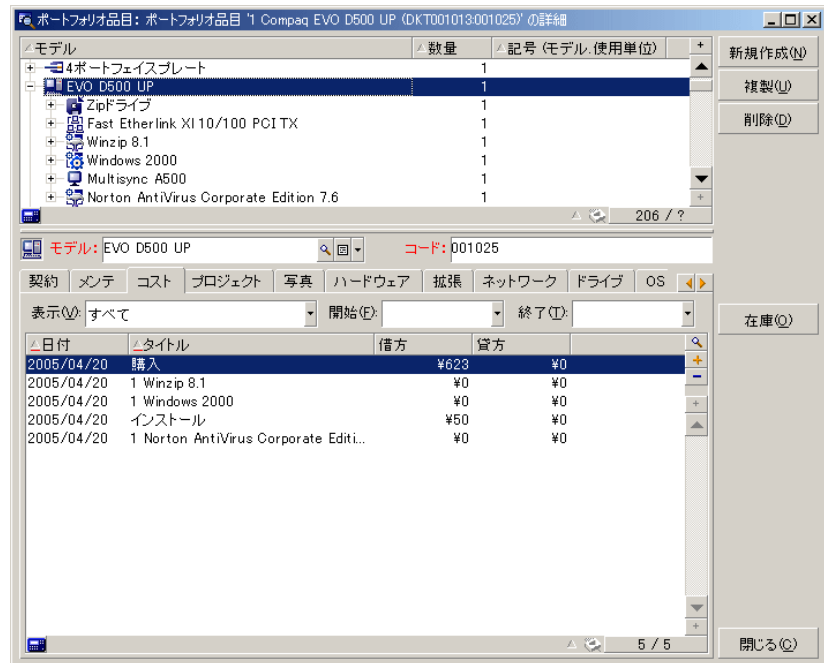 ポートフォリオ品目: ポートフォリオ品目 '1 Compaq EVO D500 UP (DKT001013:001025)' の詳細
モデル 数量 記号 (モデル.使用単位)
4ポートフェイスプレート 1
EVO D500 UP 1
Zipドライブ 1
Fast Etherlink XI 10/100 PCI TX 1
Winzip 8.1 1
Windows 2000 1
Multisync A500 1
Norton AntiVirus Corporate Edition 7.6 1
206 / ?
新規作成(N)
複製(U)
削除(D)
モデル: EVO D500 UP コード: 001025
契約 メンテ コスト プロジェクト 写真 ハードウェア 拡張 ネットワーク ドライブ OS
表示(V): すべて 開始(F): 終了(T):
在庫(O)
日付 タイトル 借方 貸方
2005/04/20 購入 ¥623 ¥0
2005/04/20 1 Winzip 8.1 ¥0 ¥0
2005/04/20 1 Windows 2000 ¥0 ¥0
2005/04/20 インストール ¥50 ¥0
2005/04/20 1 Norton AntiVirus Corporate Editi... ¥0 ¥0
5 / 5
閉じる(C)